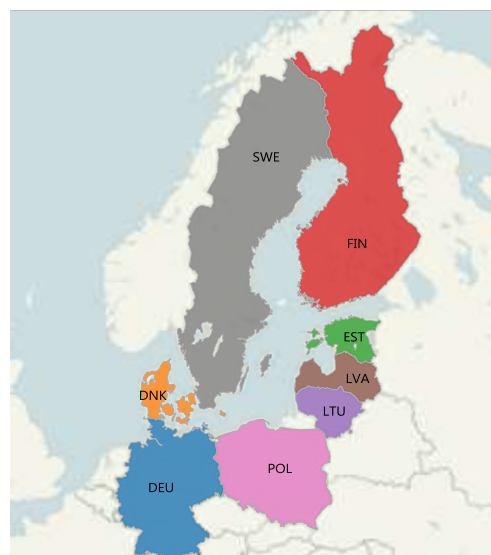 SWE
FIN
EST
LVA
DNK
LTU
POL
DEU